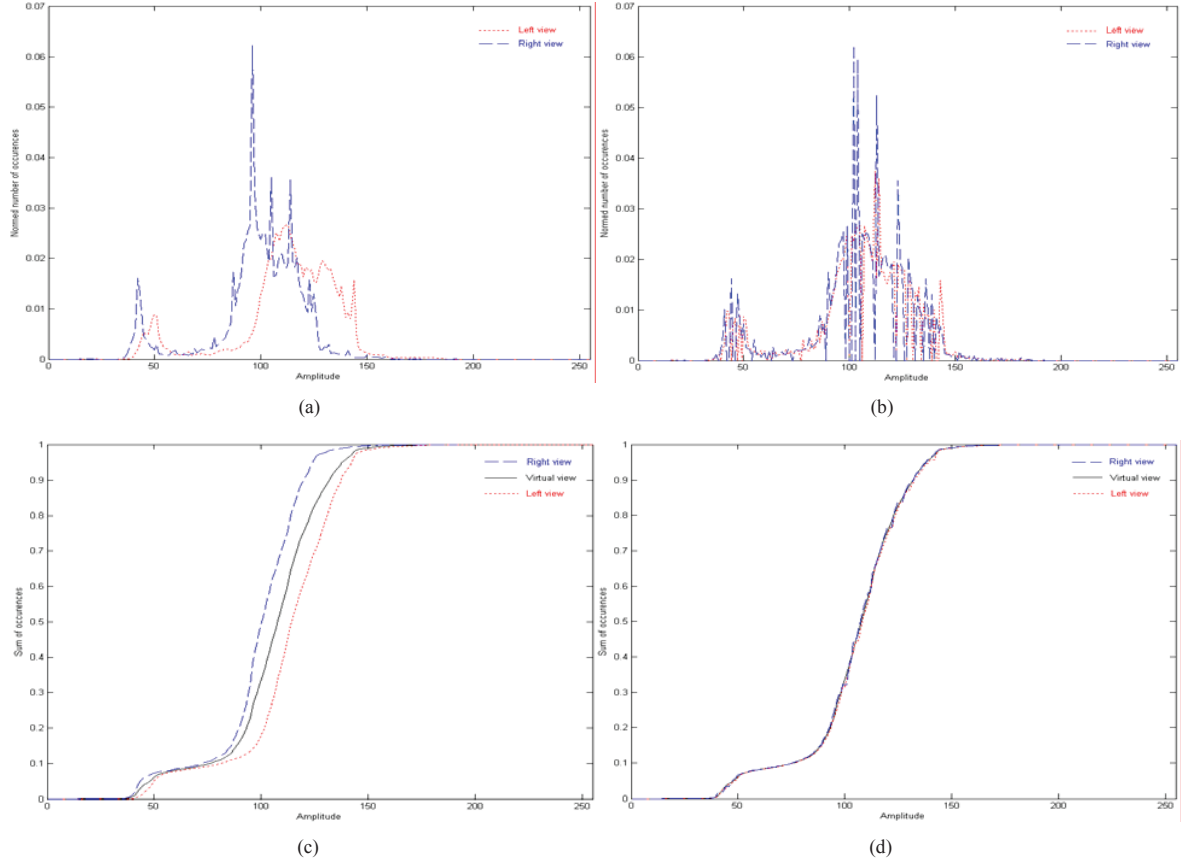 0.07
0.06
0.05
0.04
0.03
0.02
0.01
0
Normed number of occurences
Left view
Right view
0 50 100 150 200 250
Amplitude
(a)
0.07
0.06
0.05
0.04
0.03
0.02
0.01
0
Normed number of occurences
Left view
Right view
0 50 100 150 200 250
Amplitude
(b)
1
0.9
0.8
0.7
0.6
0.5
0.4
0.3
0.2
0.1
0
Sum of occurences
Right view
Virtual view
Left view
0 50 100 150 200 250
Amplitude
(c)
1
0.9
0.8
0.7
0.6
0.5
0.4
0.3
0.2
0.1
0
Sum of occurences
Right view
Virtual view
Left view
0 50 100 150 200 250
Amplitude
(d)